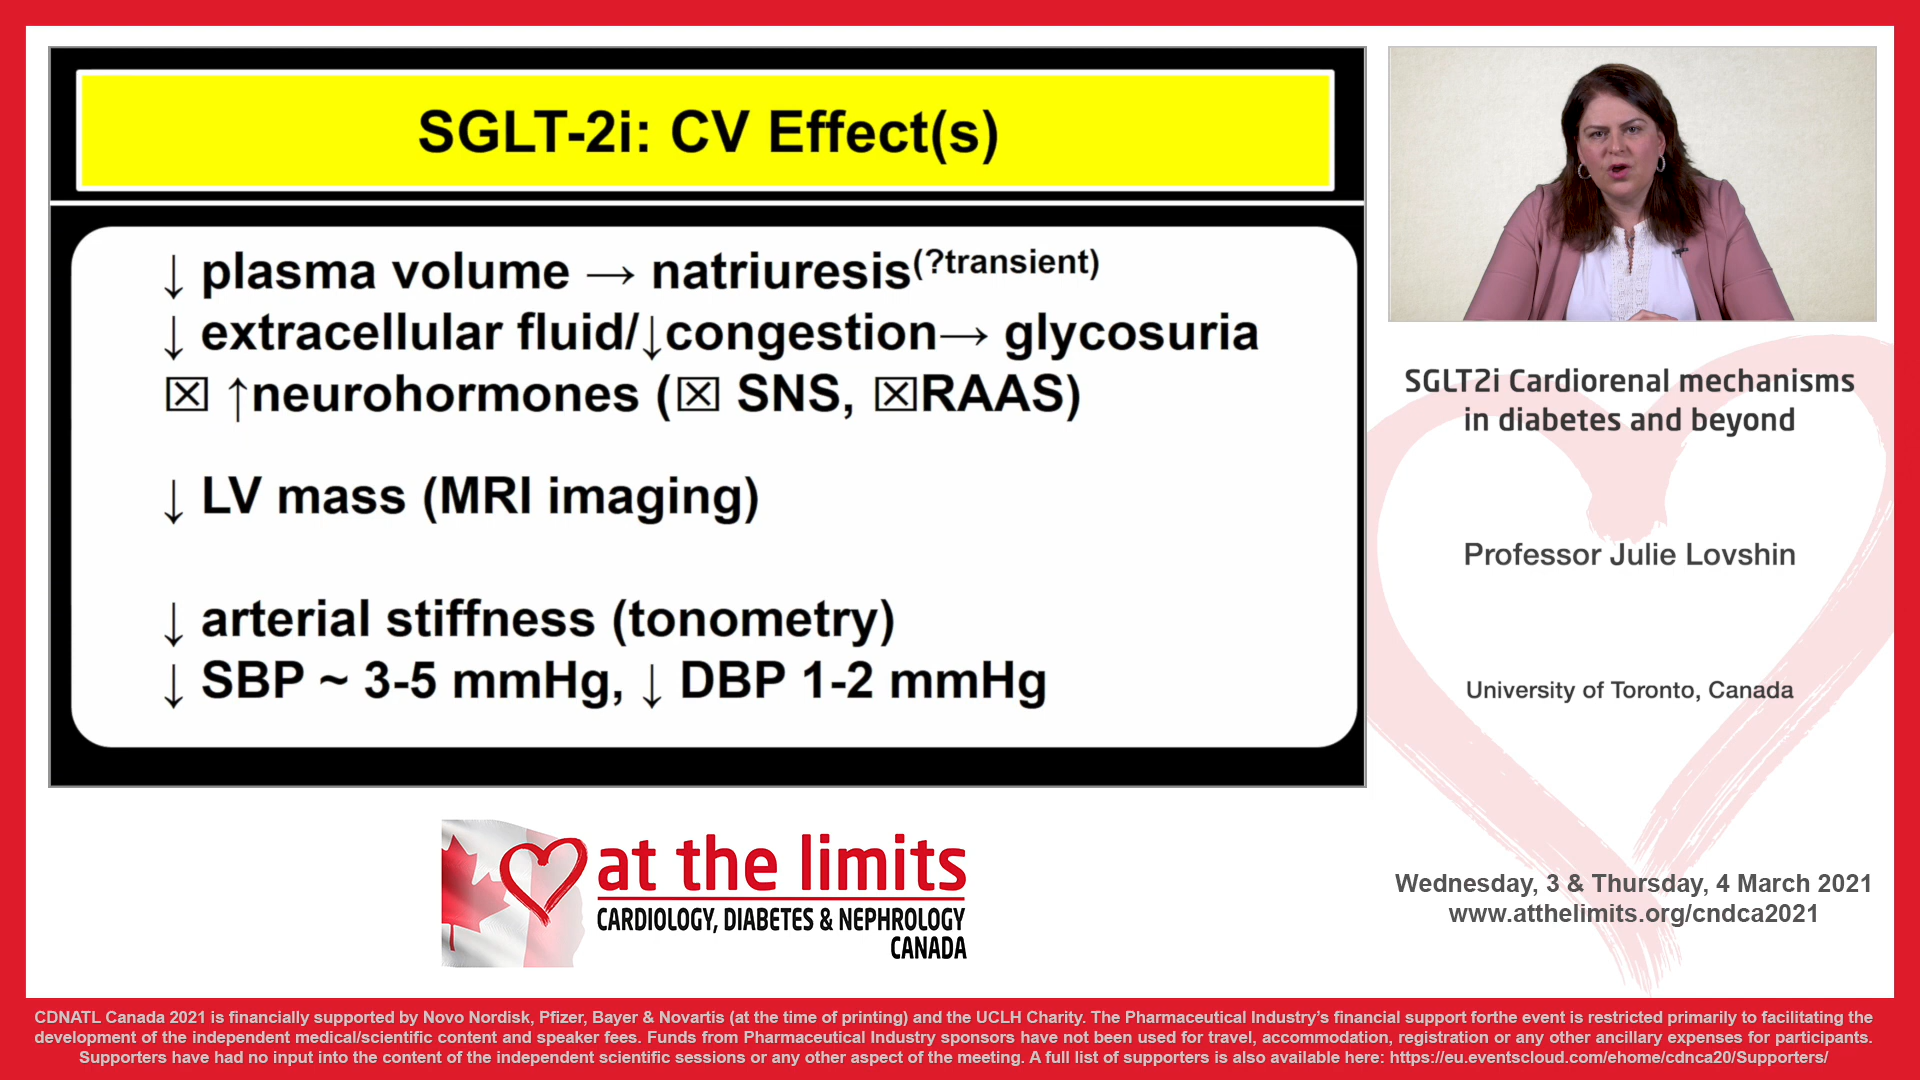 SGLT-2i: CV Effect(s)
↓ plasma volume → natriuresis(?transient)
↓ extracellular fluid/↓congestion→ glycosuria
☒ ↑neurohormones (☒ SNS, ☒RAAS)
↓ LV mass (MRI imaging)
↓ arterial stiffness (tonometry)
↓ SBP ~ 3-5 mmHg, ↓ DBP 1-2 mmHg
SGLT2i Cardiorenal mechanisms
in diabetes and beyond
Professor Julie Lovshin
University of Toronto, Canada
Wednesday, 3 & Thursday, 4 March 2021
www.atthelimits.org/cndca2021
at the limits
CARDIOLOGY, DIABETES & NEPHROLOGY
CANADA
CDNATL Canada 2021 is financially supported by Novo Nordisk, Pfizer, Bayer & Novartis (at the time of printing) and the UCLH Charity. The Pharmaceutical Industry's financial support forthe event is restricted primarily to facilitating the
development of the independent medical/scientific content and speaker fees. Funds from Pharmaceutical Industry sponsors have not been used for travel, accommodation, registration or any other ancillary expenses for participants.
Supporters have had no input into the content of the independent scientific sessions or any other aspect of the meeting. A full list of supporters is also available here: https://eu.eventscloud.com/ehome/cdnca20/Supporters/